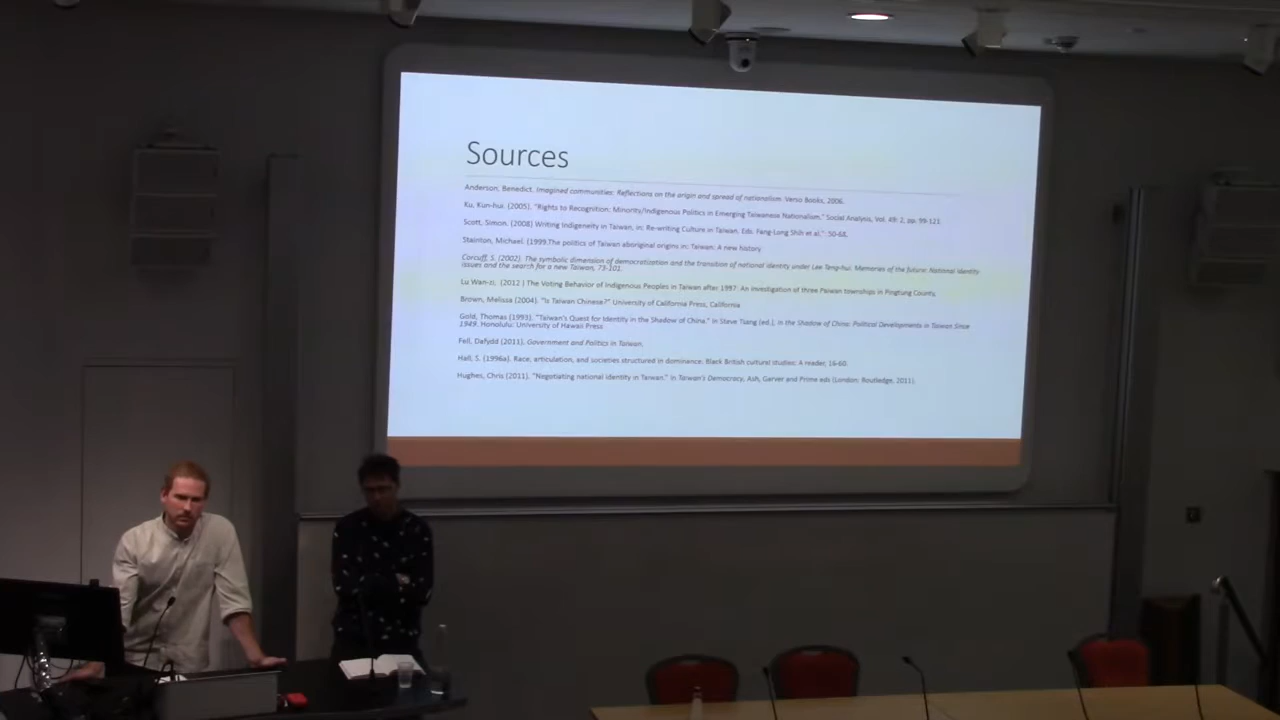 Sources
Anderson, Benedict. Imagined communities: Reflections on the origin and spread of nationalism. Verso Books, 2006.
Ku, Kun-hui. (2005). "Rights to Recognition: Minority/Indigenous Politics in Emerging Taiwanese Nationalism." Social Analysis, Vol. 49: 2, pp. 99-121.
Scott, Simon. (2008) Writing Indigeneity in Taiwan, in: Re-writing Culture in Taiwan. Eds. Fang-Long Shih et al.": 50-68.
Stainton, Michael. (1999.The politics of Taiwan aboriginal origins in: Taiwan: A new history
Corcuff, S. (2002). The symbolic dimension of democratization and the transition of national identity under Lee Teng-hui. Memories of the future: National identity
issues and the search for a new Taiwan, 73-101.
Lu Wan-zi, (2012 ) The Voting Behavior of Indigenous Peoples in Taiwan after 1997: An investigation of three Paiwan townships in Pingtung County,
Brown, Melissa (2004). "Is Taiwan Chinese?" University of California Press, California
Gold, Thomas (1993). "Taiwan's Quest for Identity in the Shadow of China." in Steve Tsang (ed.), in the Shadow of China: Political Developments in Taiwan Since
1949. Honolulu: University of Hawaii Press
Fell, Dafydd (2011). Government and Politics in Taiwan.
Hall, S. (1996a). Race, articulation, and societies structured in dominance. Black British cultural studies: A reader, 16-60.
Hughes, Chris (2011). "Negotiating national identity in Taiwan." in Taiwan's Democracy, Ash, Garver and Prime eds (London: Routledge, 2011).